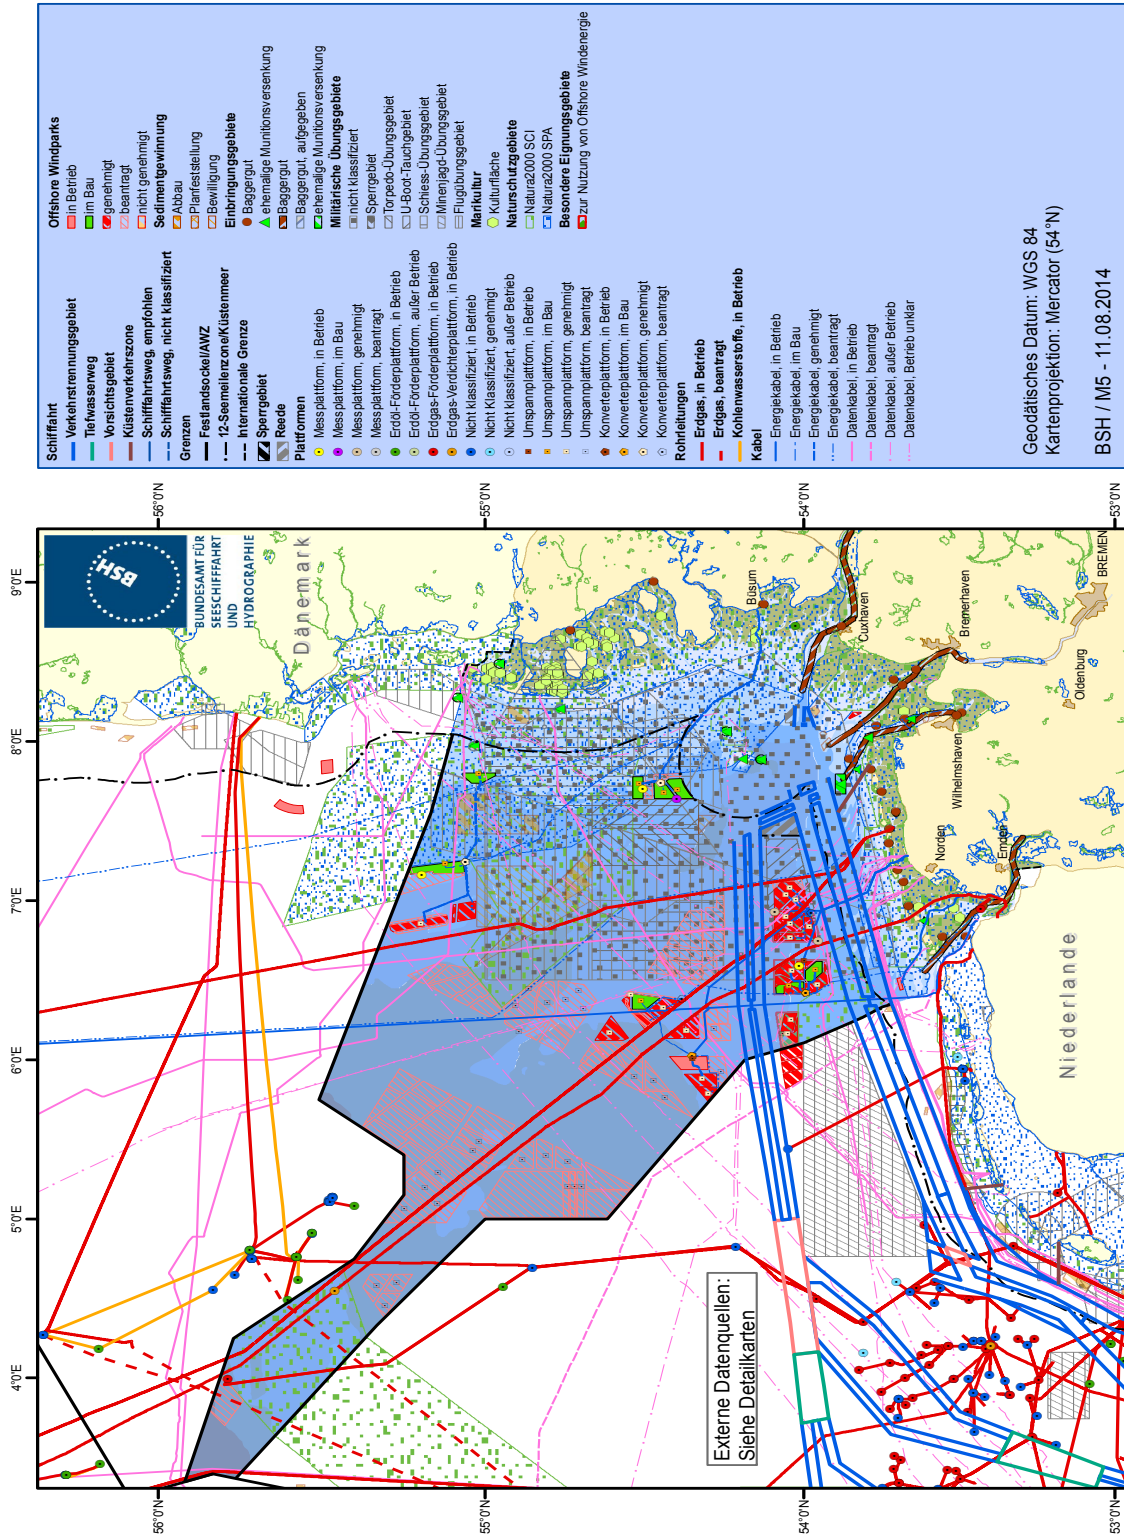 Schifffahrt
Verkehrstrennungsgebiet
Tiefwasserweg
Vorsichtsgebiet
Küstenverkehrszone
Schifffahrtsweg, empfohlen
Schifffahrtsweg, nicht klassifiziert
Grenzen
Festlandsockel/AWZ
12-Seemeilenzone/Küstenmeer
Internationale Grenze
Sperrgebiet
Reede
Plattformen
Messplattform, in Betrieb
Messplattform, im Bau
Messplattform, genehmigt
Messplattform, beantragt
Erdöl-Förderplattform, in Betrieb
Erdöl-Förderplattform, außer Betrieb
Erdgas-Förderplattform, in Betrieb
Erdgas-Verdichterplattform, in Betrieb
Nicht klassifiziert, in Betrieb
Nicht Klassifiziert, genehmigt
Nicht klassifiziert, außer Betrieb
Umspannplattform, in Betrieb
Umspannplattform, im Bau
Umspannplattform, genehmigt
Umspannplattform, beantragt
Konverterplattform, in Betrieb
Konverterplattform, im Bau
Konverterplattform, genehmigt
Konverterplattform, beantragt
Rohrleitungen
Erdgas, in Betrieb
Erdgas, beantragt
Kohlenwasserstoffe, in Betrieb
Kabel
Energiekabel, in Betrieb
Energiekabel, im Bau
Energiekabel, genehmigt
Energiekabel, beantragt
Datenkabel, in Betrieb
Datenkabel, beantragt
Datenkabel, außer Betrieb
Datenkabel, Betrieb unklar
Offshore Windparks
in Betrieb
im Bau
genehmigt
beantragt
nicht genehmigt
Sedimentgewinnung
Abbau
Planfeststellung
Bewilligung
Einbringungsgebiete
Baggergut
ehemalige Munitionsversenkung
Baggergut
Baggergut, aufgegeben
ehemalige Munitionsversenkung
Militärische Übungsgebiete
nicht klassifiziert
Sperrgebiet
Torpedo-Übungsgebiet
U-Boot-Tauchgebiet
Schiess-Übungsgebiet
Minenjagd-Übungsgebiet
Flugübungsgebiet
Marikultur
Kulturfläche
Naturschutzgebiete
Natura2000 SCI
Natura2000 SPA
Besondere Eignungsgebiete
zur Nutzung von Offshore Windenergie
Geodätisches Datum: WGS 84
Kartenprojektion: Mercator (54°N)
BSH / M5 - 11.08.2014
4°0'E
5°0'E
6°0'E
7°0'E
8°0'E
9°0'E
56°0'N
56°0'N
55°0'N
55°0'N
54°0'N
54°0'N
53°0'N
53°0'N
BSH
BUNDESAMT FÜR
SEESCHIFFFAHRT
UND
HYDROGRAPHIE
Dänemark
Büsum
Cuxhaven
Bremerhaven
BREMEN
Oldenburg
Wilhelmshaven
Norden
Emden
Niederlande
Externe Datenquellen:
Siehe Detailkarten